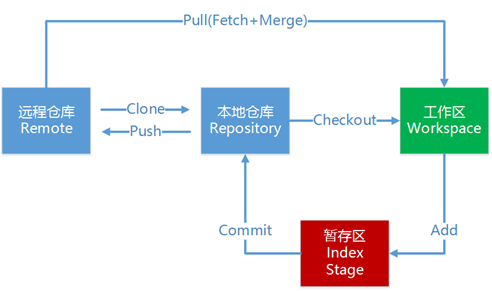 Pull(Fetch+Merge)
远程仓库
Remote
Clone
Push
本地仓库
Repository
Checkout
工作区
Workspace
Commit
暂存区
Index
Stage
Add